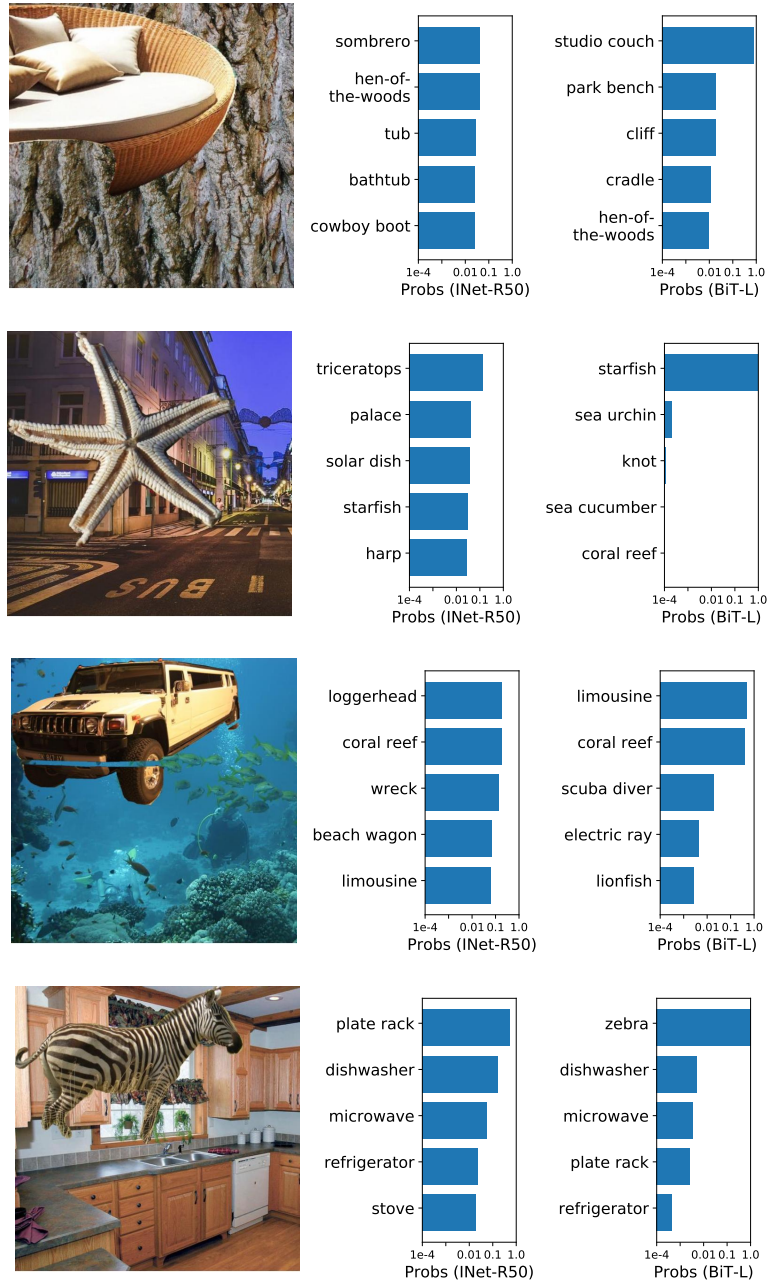 sombrero
hen-of-
the-woods
tub
bathtub
cowboy boot
1e-4 0.01 0.1 1.0
Probs (INet-R50)
studio couch
park bench
cliff
cradle
hen-of-
the-woods
1e-4 0.01 0.1 1.0
Probs (BiT-L)
BUS
triceratops
palace
solar dish
starfish
harp
1e-4 0.01 0.1 1.0
Probs (INet-R50)
starfish
sea urchin
knot
sea cucumber
coral reef
1e-4 0.01 0.1 1.0
Probs (BiT-L)
loggerhead
coral reef
wreck
beach wagon
limousine
1e-4 0.01 0.1 1.0
Probs (INet-R50)
limousine
coral reef
scuba diver
electric ray
lionfish
1e-4 0.01 0.1 1.0
Probs (BiT-L)
plate rack
dishwasher
microwave
refrigerator
stove
1e-4 0.01 0.1 1.0
Probs (INet-R50)
zebra
dishwasher
microwave
plate rack
refrigerator
1e-4 0.01 0.1 1.0
Probs (BiT-L)